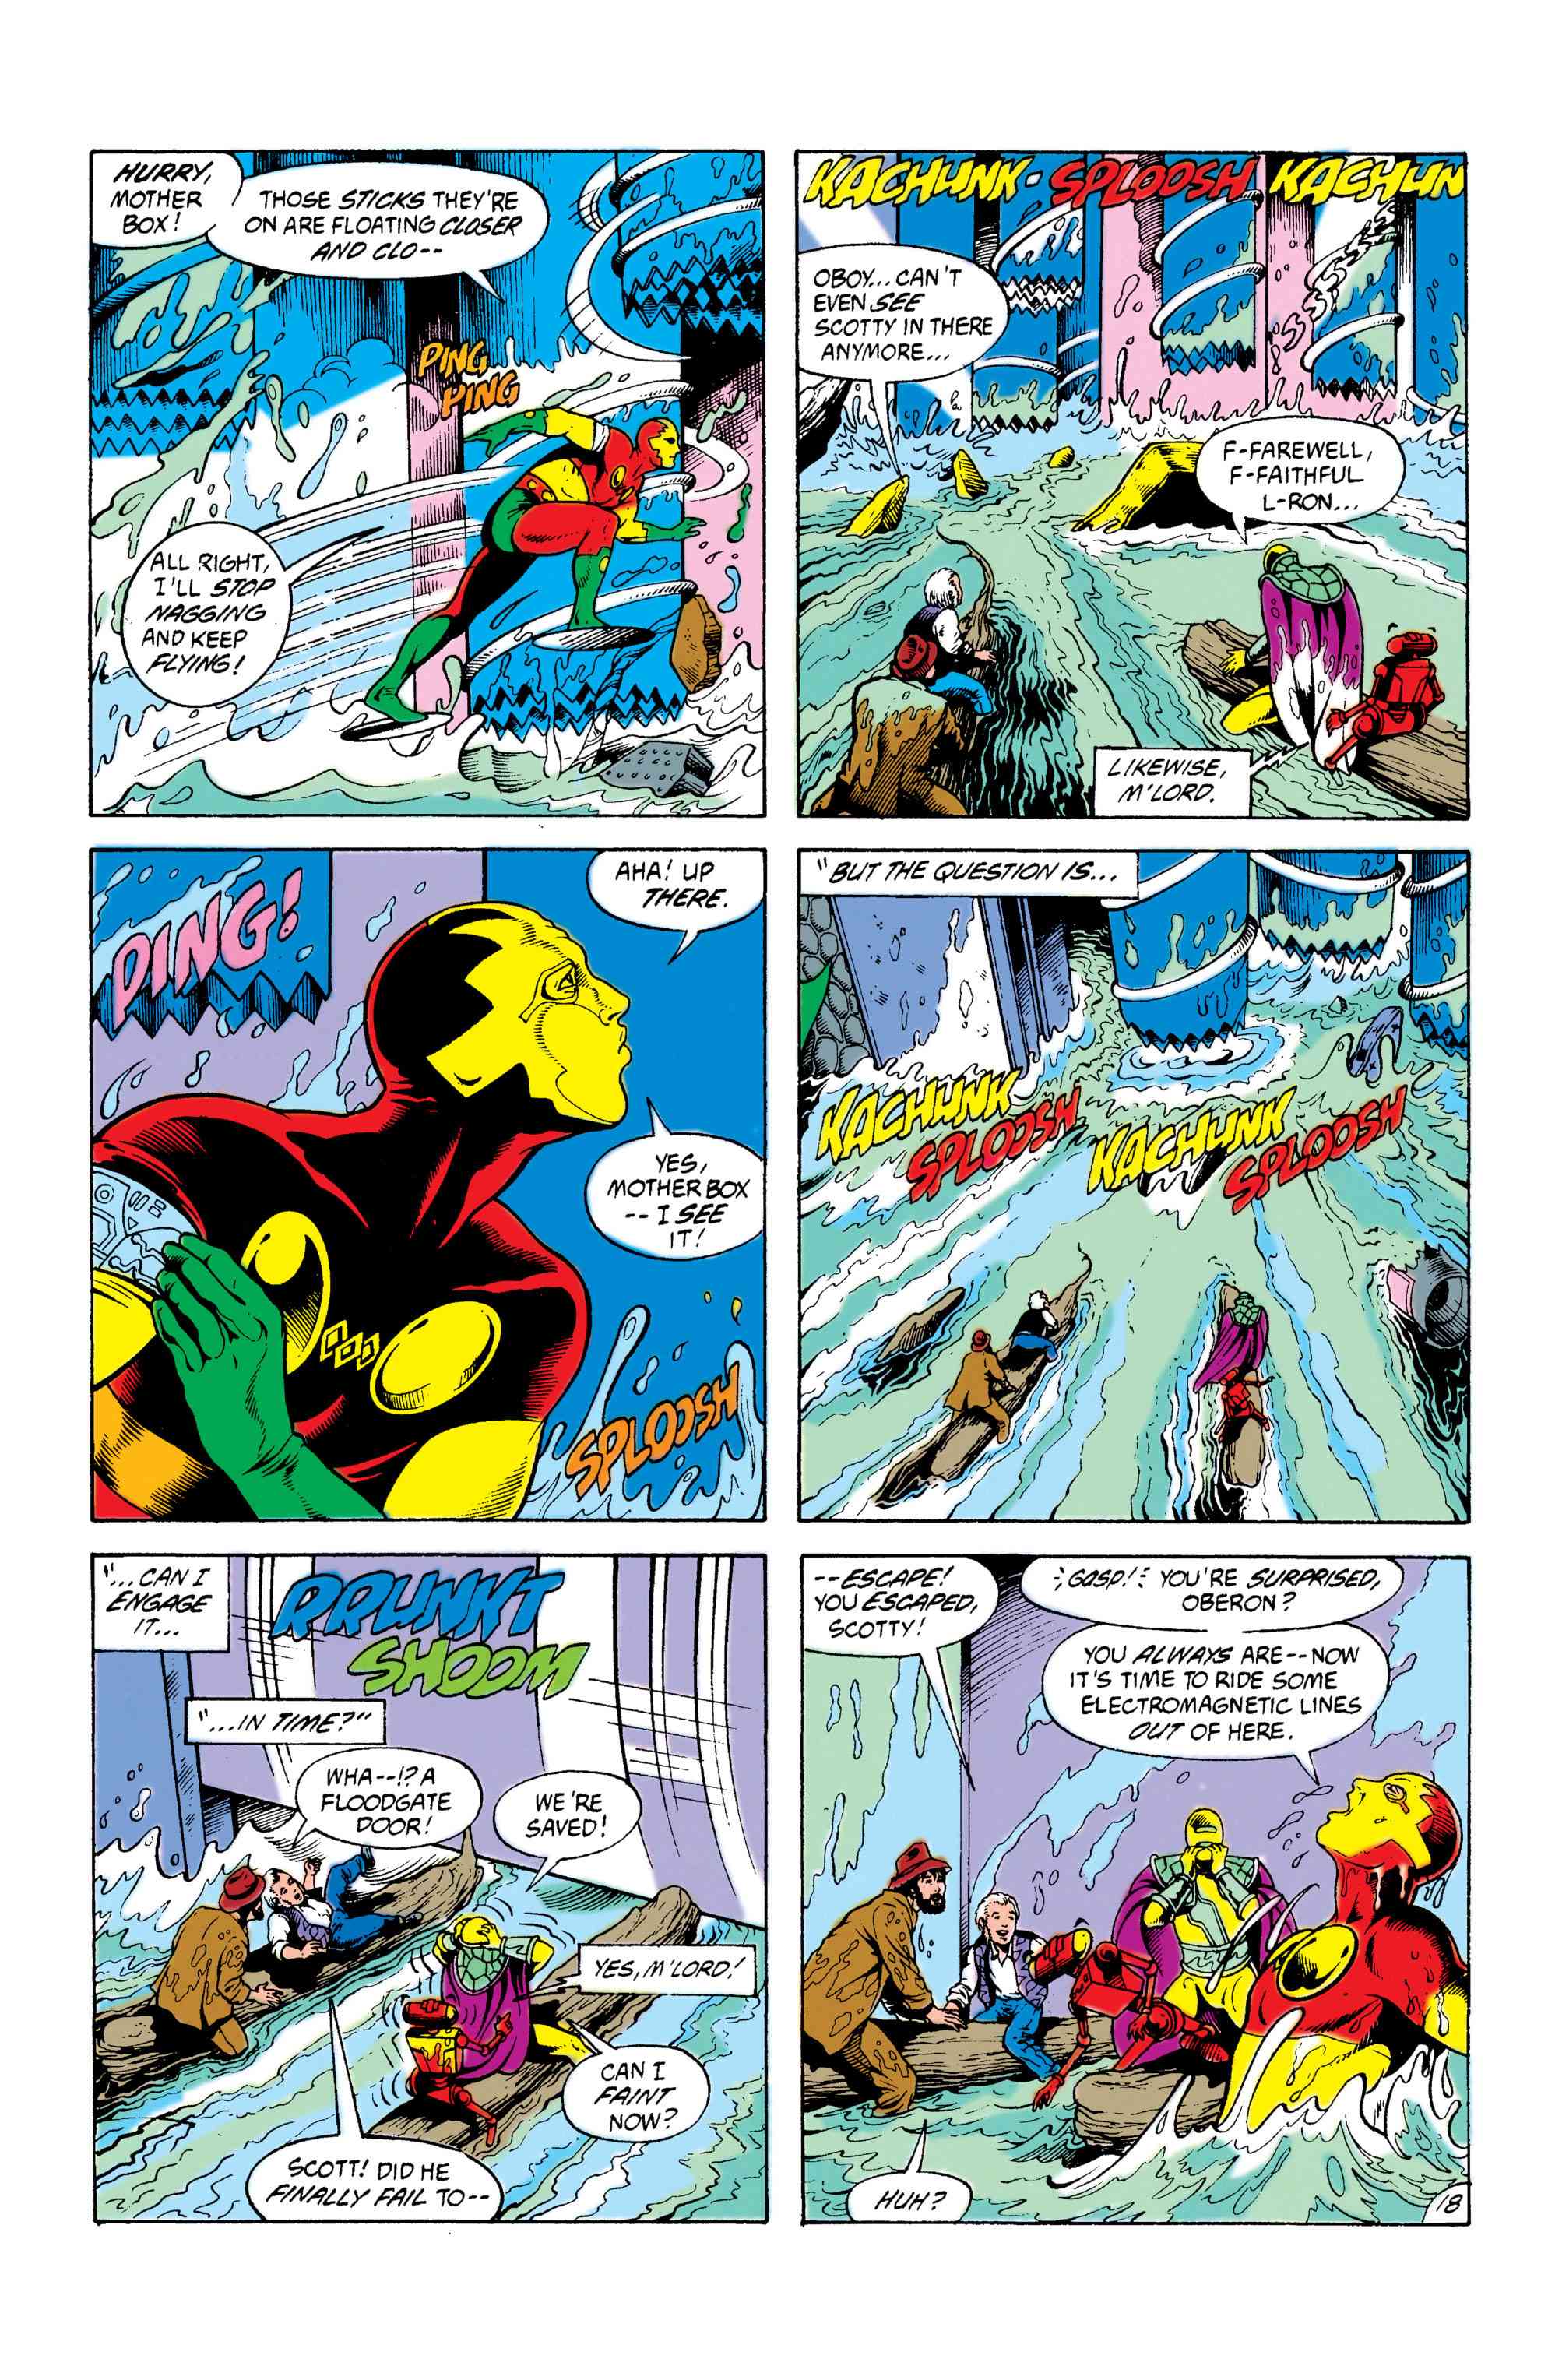 HURRY,
MOTHER
BOX!
THOSE STICKS THEY'RE
ON ARE FLOATING CLOSER
AND CLO--
PING
PING
ALL RIGHT,
I'LL STOP
NAGGING
AND KEEP
FLYING!
KACHUNK-SPLOOSH KACHUN
OBOY...CAN'T
EVEN SEE
SCOTTY IN THERE
ANYMORE...
F-FAREWELL,
F-FAITHFUL
L-RON...
LIKEWISE,
M'LORD.
PING!
AHA! UP
THERE.
YES,
MOTHER BOX
-- I SEE
IT!
SPLOOSH
"BUT THE QUESTION IS...
KACHUNK
SPLOOSH
KACHUNK
SPLOOSH
"...CAN I
ENGAGE
IT...
RRUNKT
SHOOM
"...IN TIME?"
WHA--!? A
FLOODGATE
DOOR!
WE'RE
SAVED!
YES, M'LORD!
CAN I
FAINT
NOW?
SCOTT! DID HE
FINALLY FAIL TO--
--ESCAPE!
YOU ESCAPED,
SCOTTY!
GASP! YOU'RE SURPRISED,
OBERON?
YOU ALWAYS ARE--NOW
IT'S TIME TO RIDE SOME
ELECTROMAGNETIC LINES
OUT OF HERE.
HUH?
18